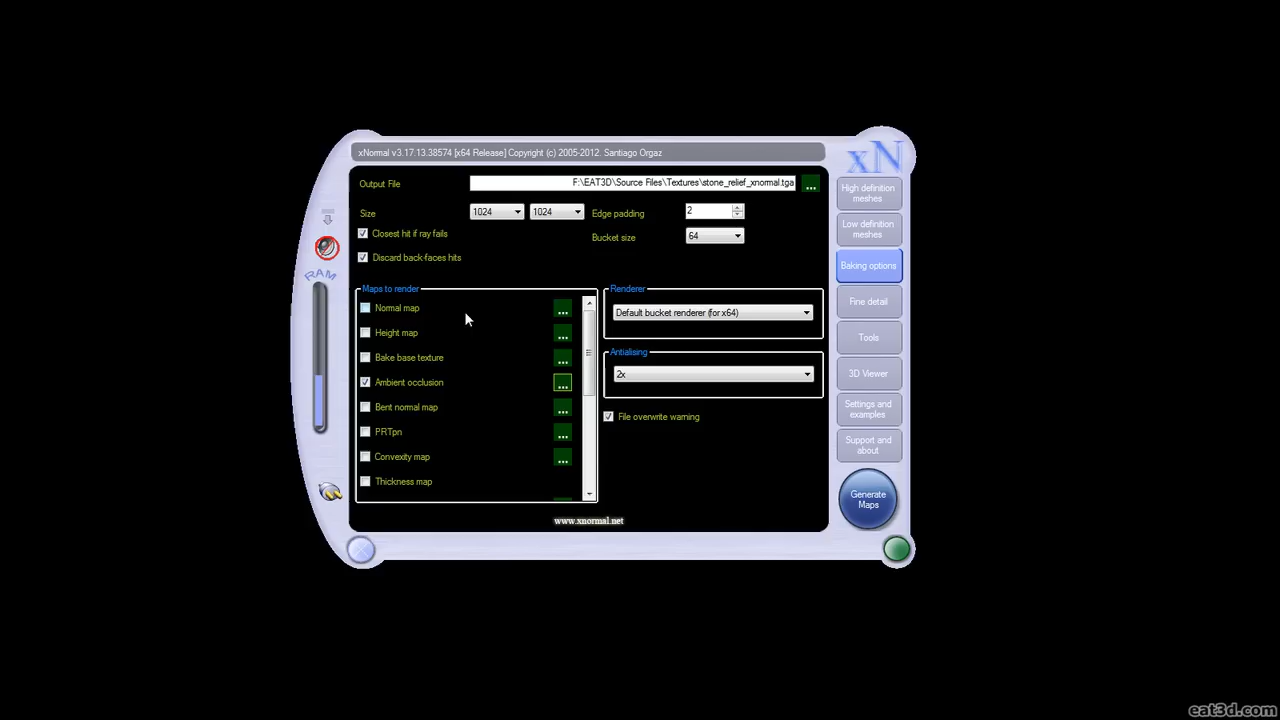 xNormal v3.17.13.38574 [x64 Release] Copyright (c) 2005-2012. Santiago Orgaz
xN
Output File
F:\EAT3D\Source Files\Textures\stone_relief_xnormal.tga
...
High definition
meshes
Size
1024
1024
Edge padding
2
Low definition
meshes
Closest hit if ray fails
Bucket size
64
Discard back-faces hits
Baking options
RAM
Maps to render
Renderer
Fine detail
Normal map
...
Default bucket renderer (for x64)
Height map
...
Tools
Antialising
Bake base texture
...
2x
3D Viewer
Ambient occlusion
...
Bent normal map
...
File overwrite warning
Settings and
examples
PRTpn
...
Support and
about
Convexity map
...
Thickness map
Generate
Maps
www.xnormal.net
eat3d.com